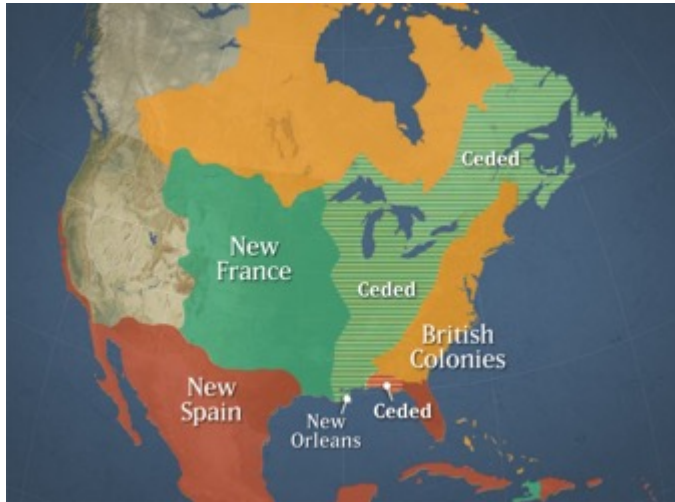 Ceded
New
France
Ceded
British
Colonies
New
Spain
New
Orleans
Ceded